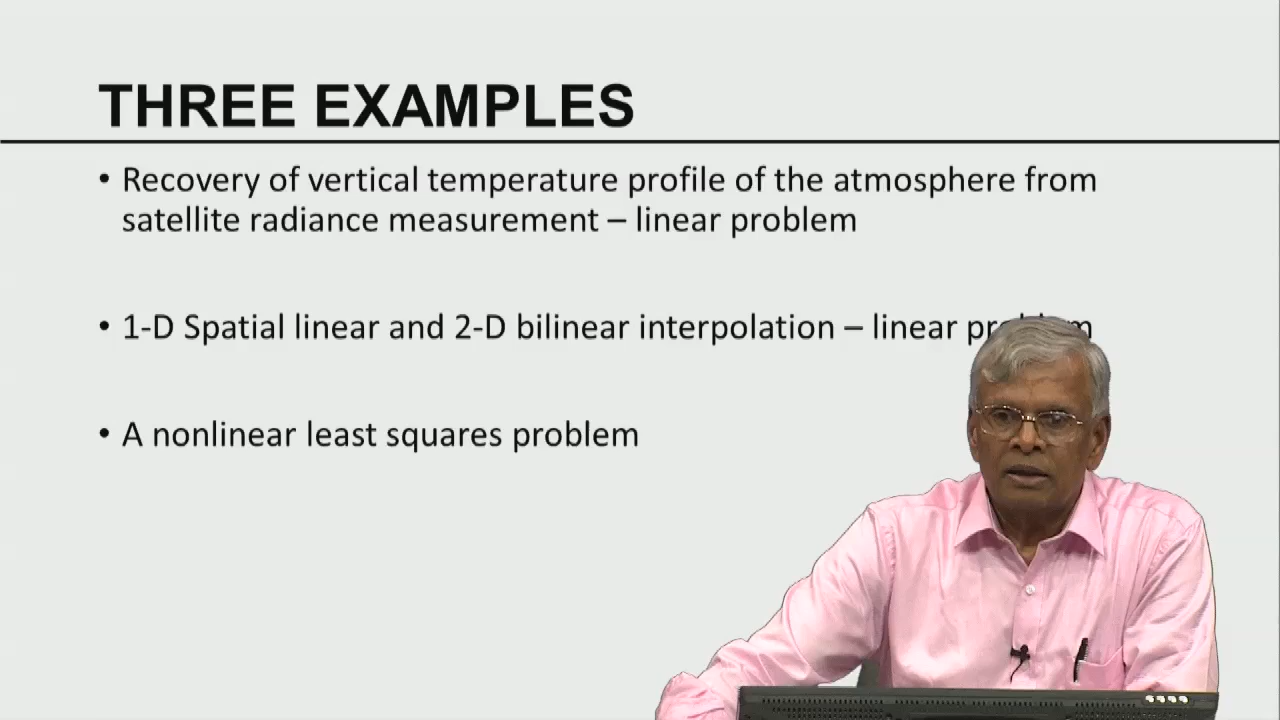 THREE EXAMPLES
• Recovery of vertical temperature profile of the atmosphere from
satellite radiance measurement – linear problem
• 1-D Spatial linear and 2-D bilinear interpolation – linear problem
• A nonlinear least squares problem